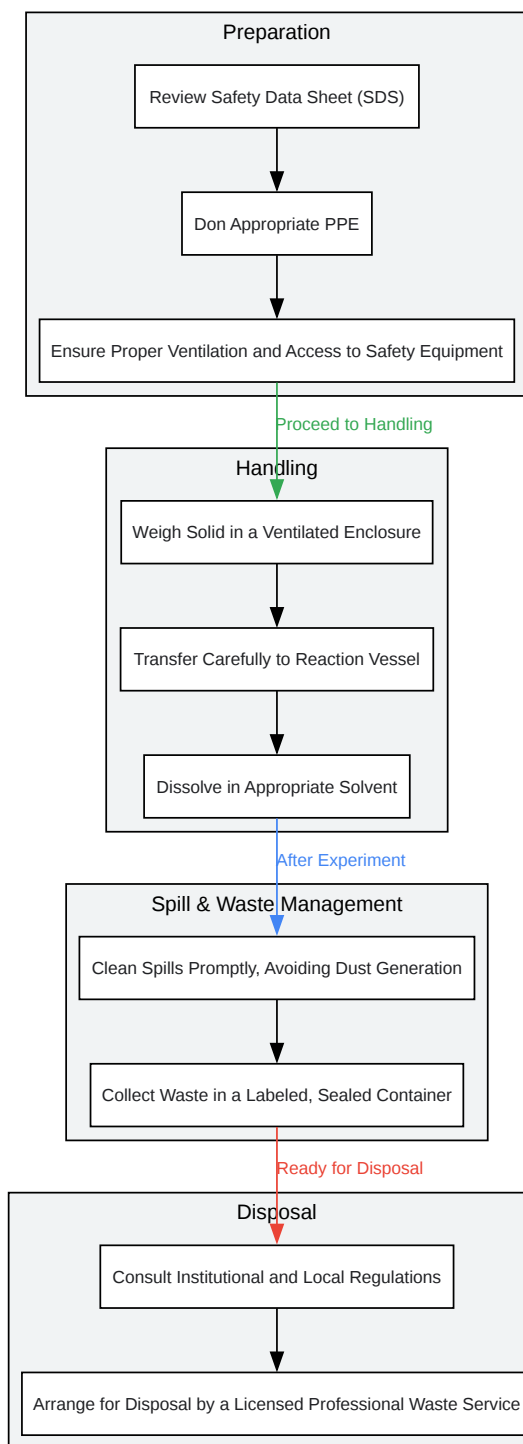 Preparation
Review Safety Data Sheet (SDS)
Don Appropriate PPE
Ensure Proper Ventilation and Access to Safety Equipment
Proceed to Handling
Handling
Weigh Solid in a Ventilated Enclosure
Transfer Carefully to Reaction Vessel
Dissolve in Appropriate Solvent
After Experiment
Spill & Waste Management
Clean Spills Promptly, Avoiding Dust Generation
Collect Waste in a Labeled, Sealed Container
Ready for Disposal
Disposal
Consult Institutional and Local Regulations
Arrange for Disposal by a Licensed Professional Waste Service